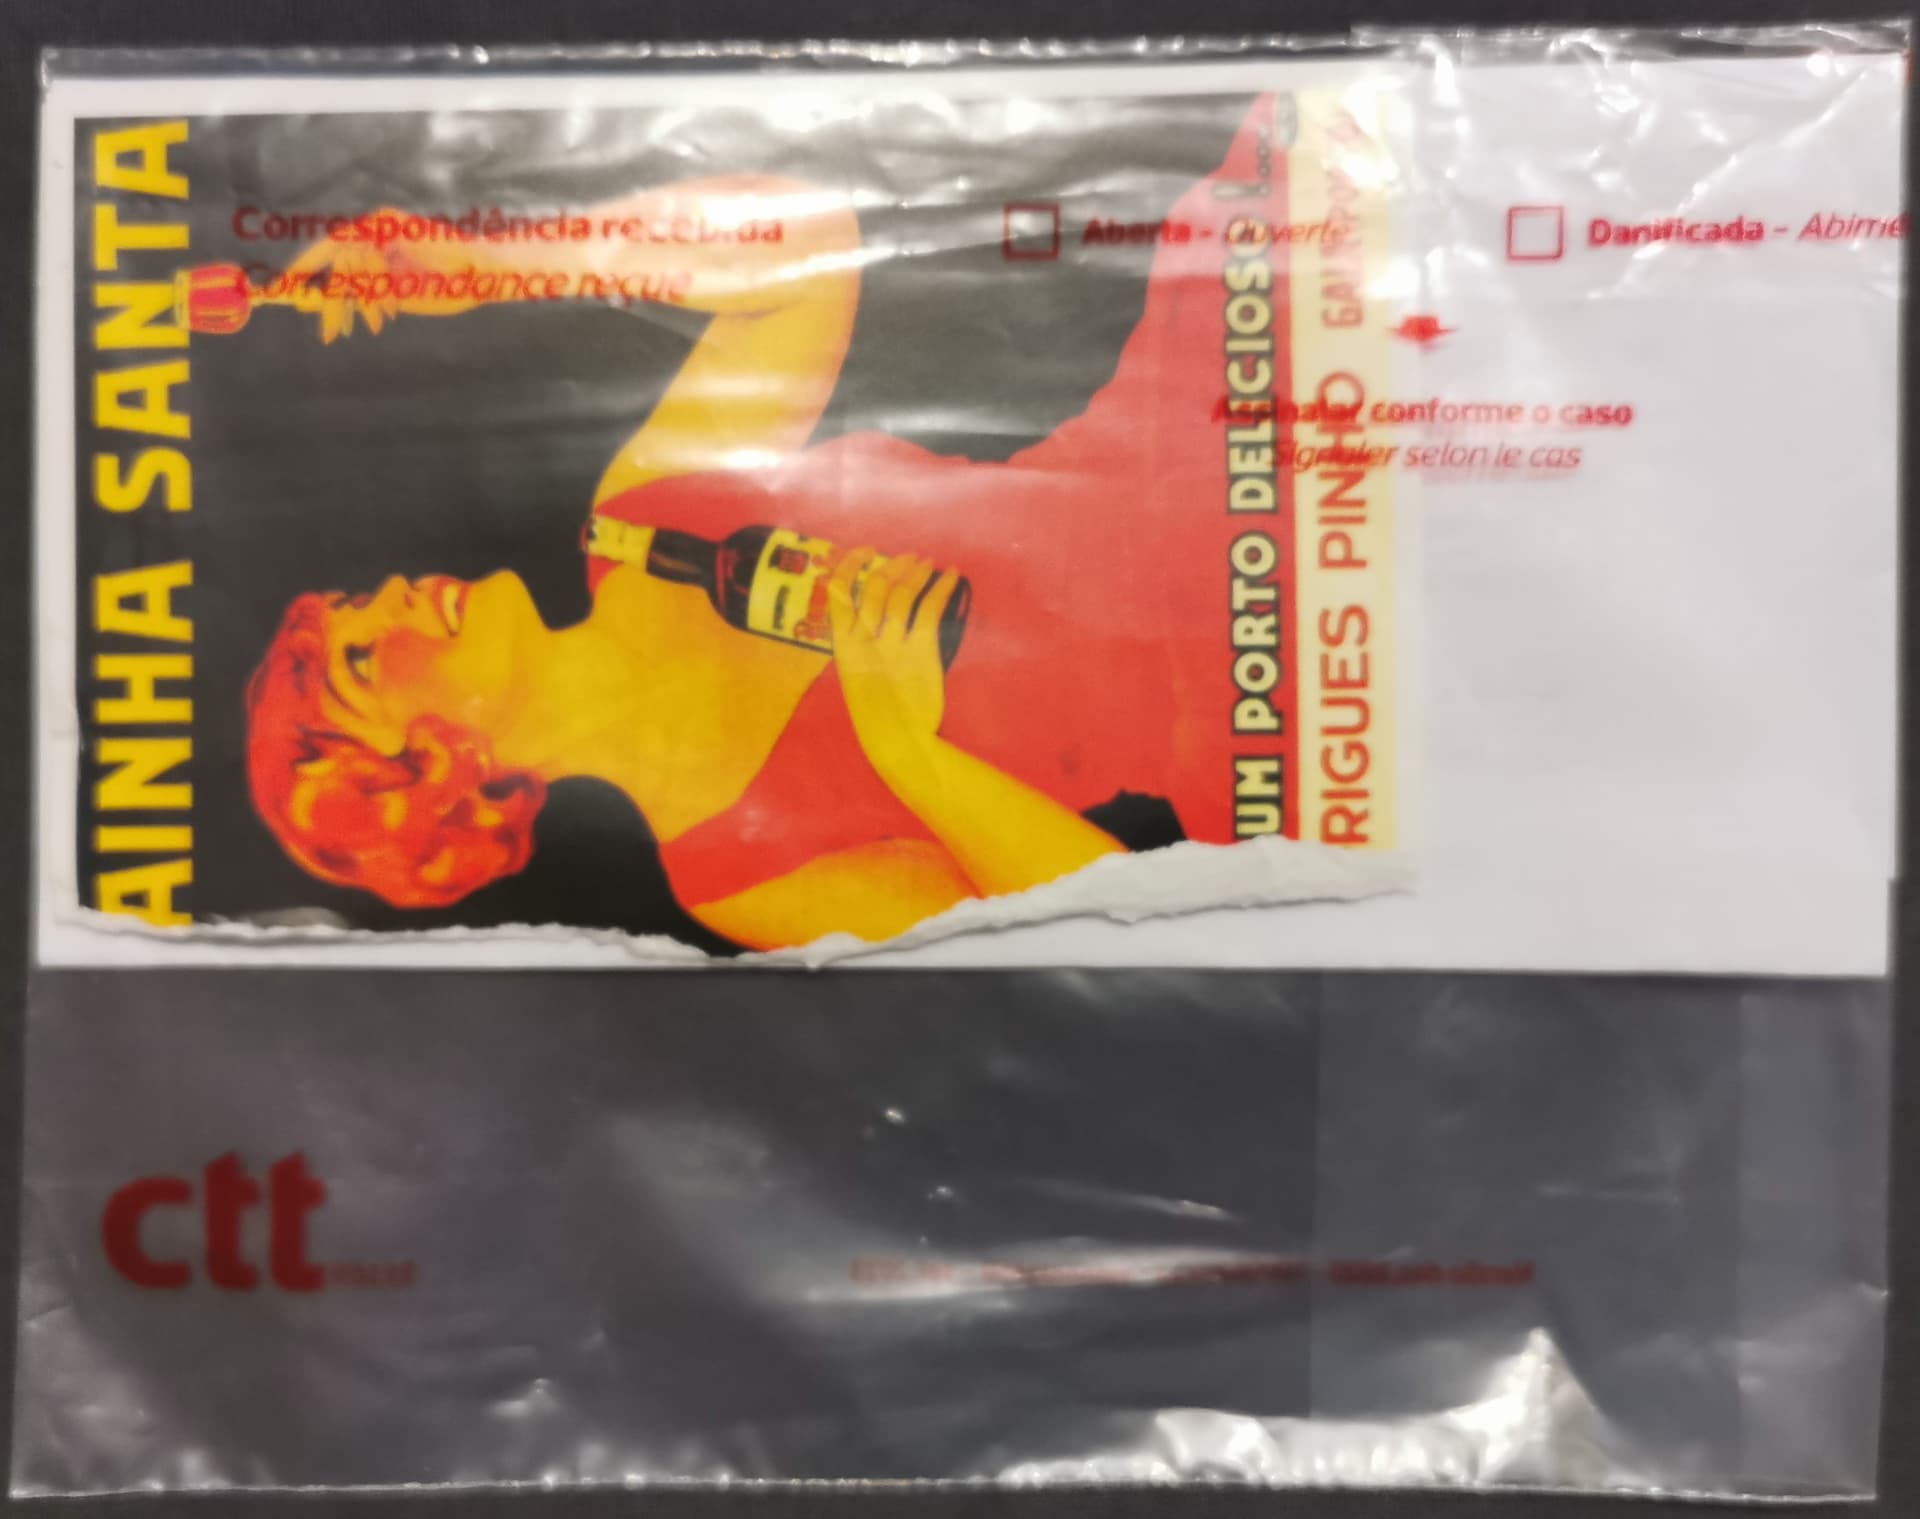 Correspondência recebida
Correspondance reçue
Aberta - Ouverte
Danificada - Abimé
Assinalar conforme o caso
Signaler selon le cas
AINHA SANTA
UM PORTO DELICIOSO !...
RIGUES PINHO
ctt